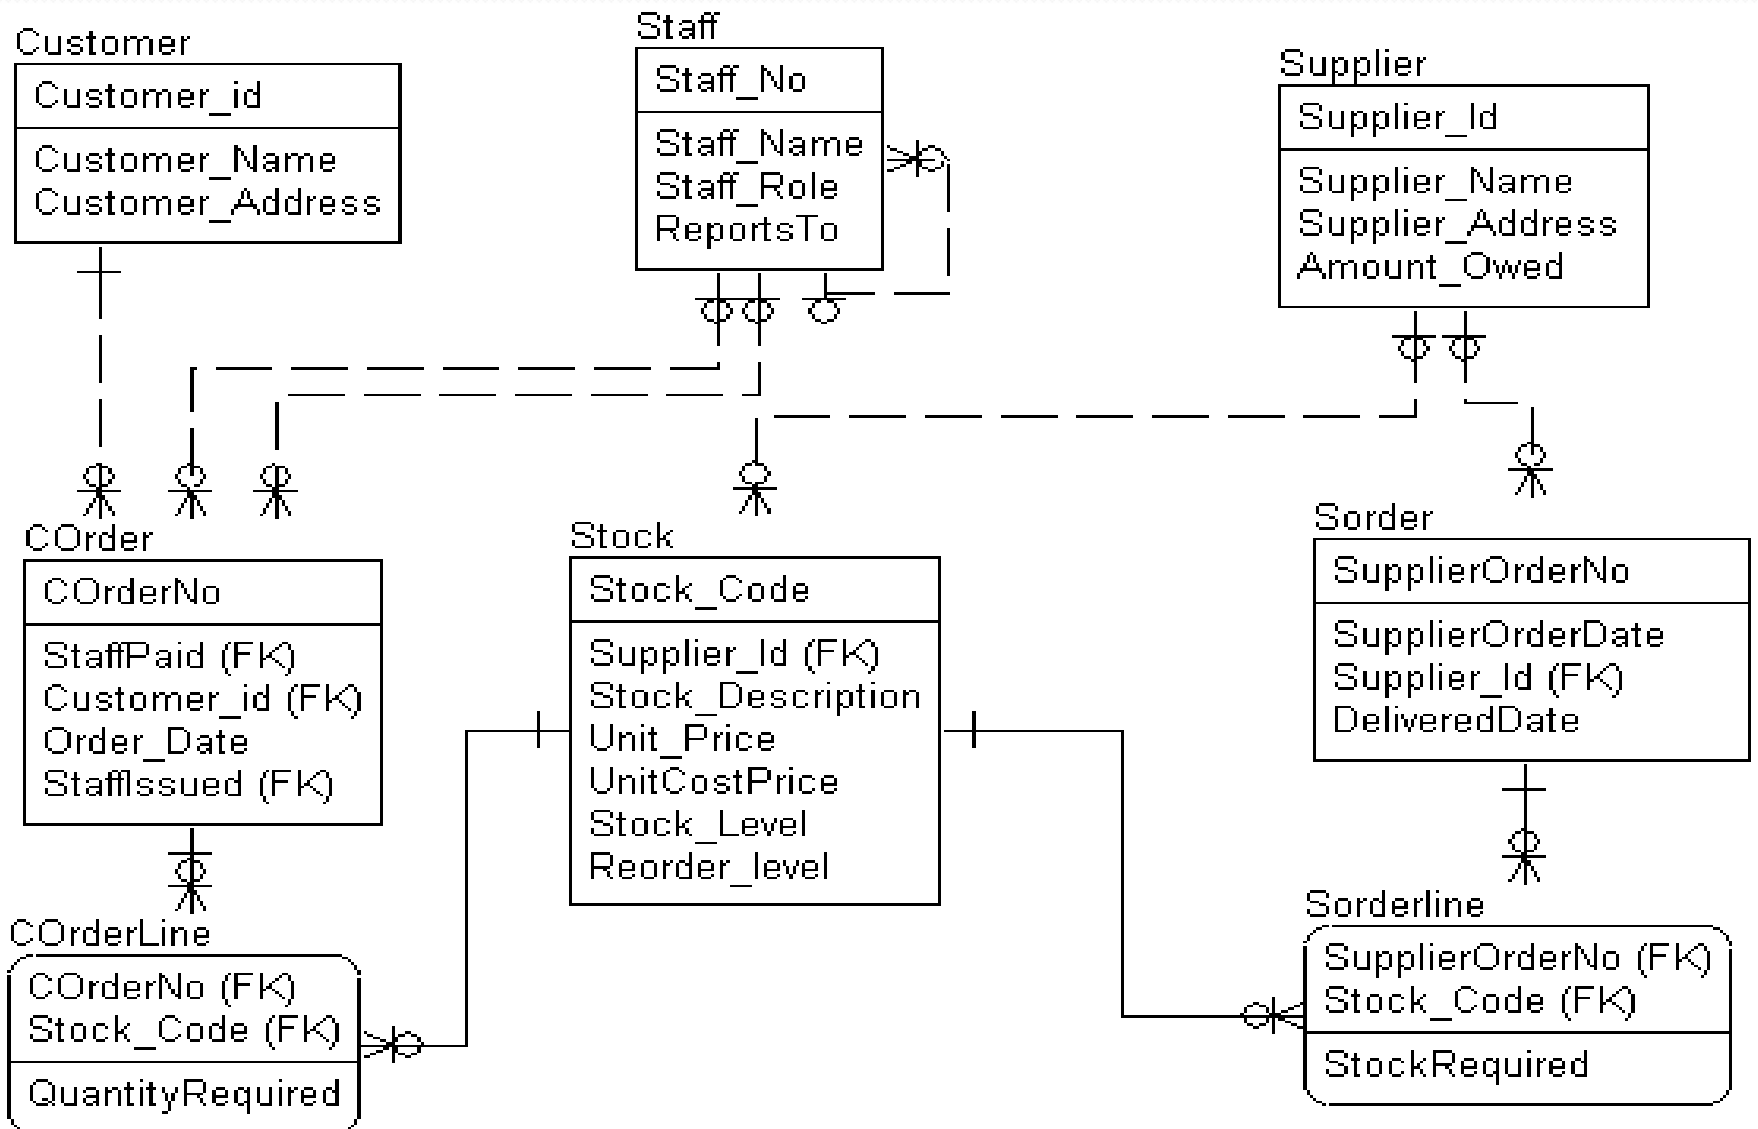 Customer
Customer_id
Customer_Name
Customer_Address
Staff
Staff_No
Staff_Name
Staff_Role
ReportsTo
Supplier
Supplier_Id
Supplier_Name
Supplier_Address
Amount_Owed
COrder
COrderNo
StaffPaid (FK)
Customer_id (FK)
Order_Date
StaffIssued (FK)
Stock
Stock_Code
Supplier_Id (FK)
Stock_Description
Unit_Price
UnitCostPrice
Stock_Level
Reorder_level
Sorder
SupplierOrderNo
SupplierOrderDate
Supplier_Id (FK)
DeliveredDate
COrderLine
COrderNo (FK)
Stock_Code (FK)
QuantityRequired
Sorderline
SupplierOrderNo (FK)
Stock_Code (FK)
StockRequired